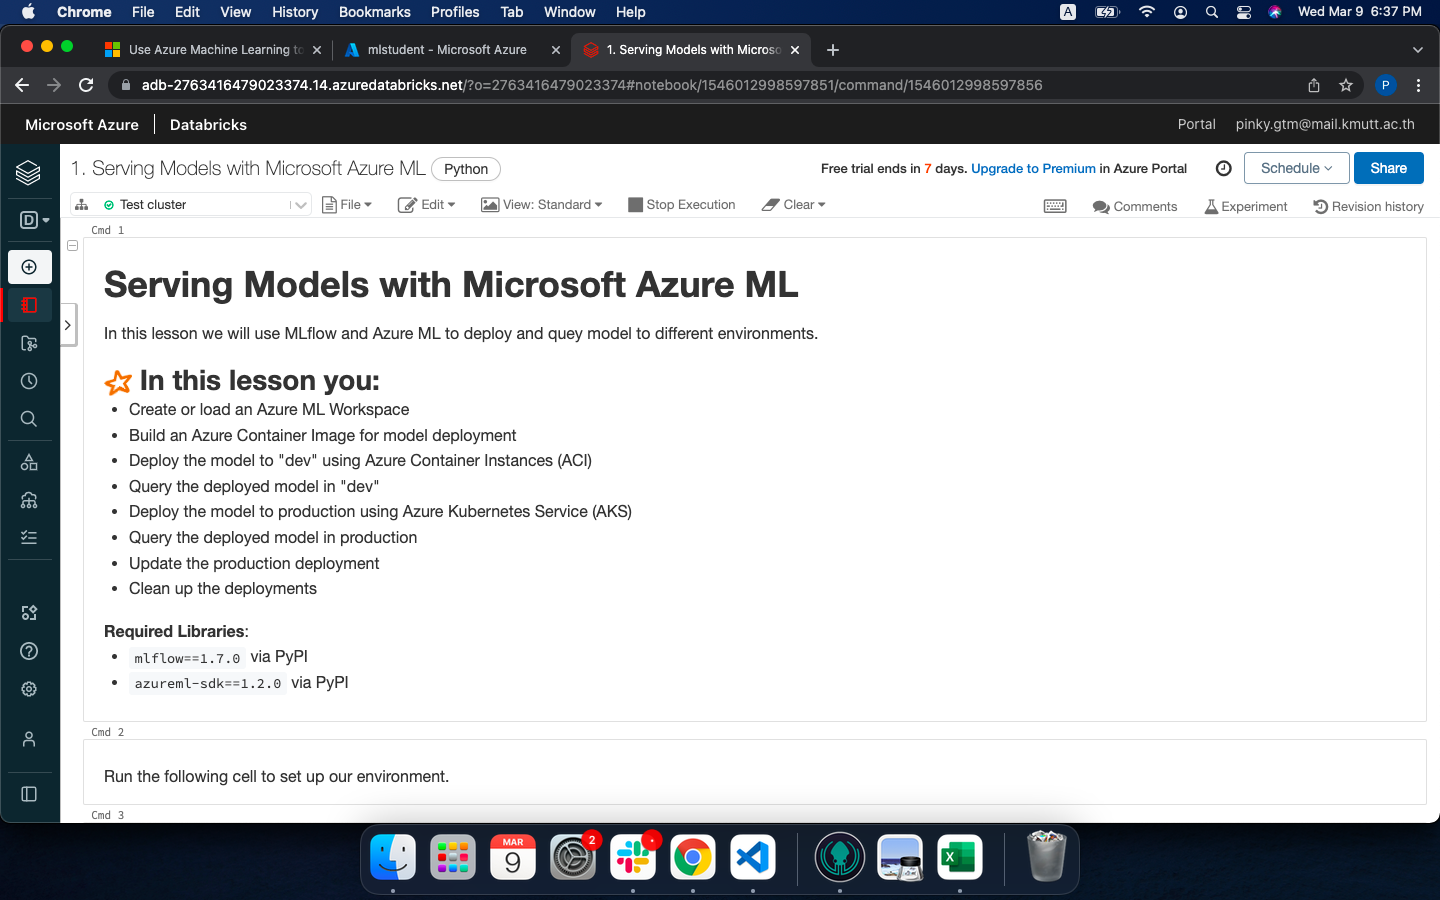 Chrome File Edit View History Bookmarks Profiles Tab Window Help A Wed Mar 9 6:37 PM
Use Azure Machine Learning to mlstudent - Microsoft Azure 1. Serving Models with Microso
adb-2763416479023374.14.azuredatabricks.net/?o=2763416479023374#notebook/1546012998597851/command/1546012998597856 P
Microsoft Azure Databricks Portal pinky.gtm@mail.kmutt.ac.th
1. Serving Models with Microsoft Azure ML Python Free trial ends in 7 days. Upgrade to Premium in Azure Portal Schedule Share
D Test cluster File Edit View: Standard Stop Execution Clear Comments Experiment Revision history
Cmd 1
Serving Models with Microsoft Azure ML
In this lesson we will use MLflow and Azure ML to deploy and quey model to different environments.
In this lesson you:
• Create or load an Azure ML Workspace
• Build an Azure Container Image for model deployment
• Deploy the model to "dev" using Azure Container Instances (ACI)
• Query the deployed model in "dev"
• Deploy the model to production using Azure Kubernetes Service (AKS)
• Query the deployed model in production
• Update the production deployment
• Clean up the deployments
Required Libraries:
• mlflow==1.7.0 via PyPI
• azureml-sdk==1.2.0 via PyPI
Cmd 2
Run the following cell to set up our environment.
Cmd 3
MAR
9
2
X